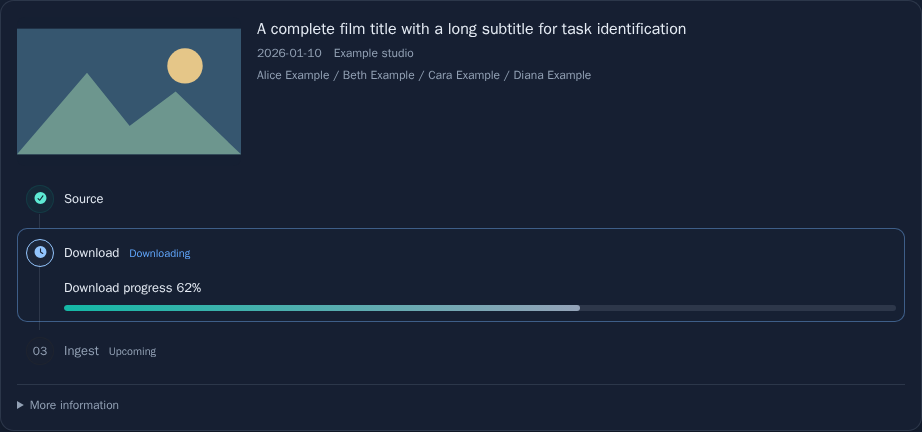 A complete film title with a long subtitle for task identification
2026-01-10 Example studio
Alice Example / Beth Example / Cara Example / Diana Example
Source
Download Downloading
Download progress 62%
03 Ingest Upcoming
More information